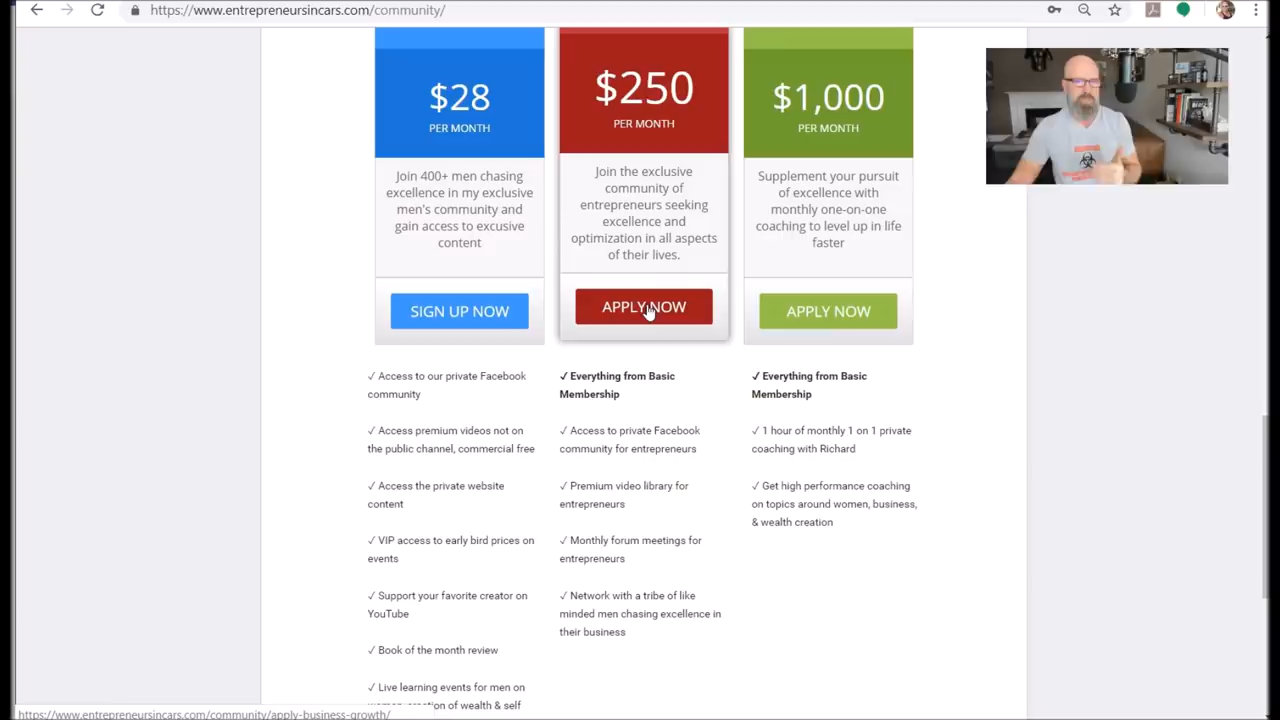 https://www.entrepreneursincars.com/community/
$28
PER MONTH
Join 400+ men chasing
excellence in my exclusive
men's community and
gain access to excusive
content
SIGN UP NOW
✓ Access to our private Facebook
community
✓ Access premium videos not on
the public channel, commercial free
✓ Access the private website
content
✓ VIP access to early bird prices on
events
✓ Support your favorite creator on
YouTube
✓ Book of the month review
✓ Live learning events for men on
women, creation of wealth & self
$250
PER MONTH
Join the exclusive
community of
entrepreneurs seeking
excellence and
optimization in all aspects
of their lives.
APPLY NOW
✓ Everything from Basic
Membership
✓ Access to private Facebook
community for entrepreneurs
✓ Premium video library for
entrepreneurs
✓ Monthly forum meetings for
entrepreneurs
✓ Network with a tribe of like
minded men chasing excellence in
their business
$1,000
PER MONTH
Supplement your pursuit
of excellence with
monthly one-on-one
coaching to level up in life
faster
APPLY NOW
✓ Everything from Basic
Membership
✓ 1 hour of monthly 1 on 1 private
coaching with Richard
✓ Get high performance coaching
on topics around women, business,
& wealth creation
https://www.entrepreneursincars.com/community/apply-business-growth/